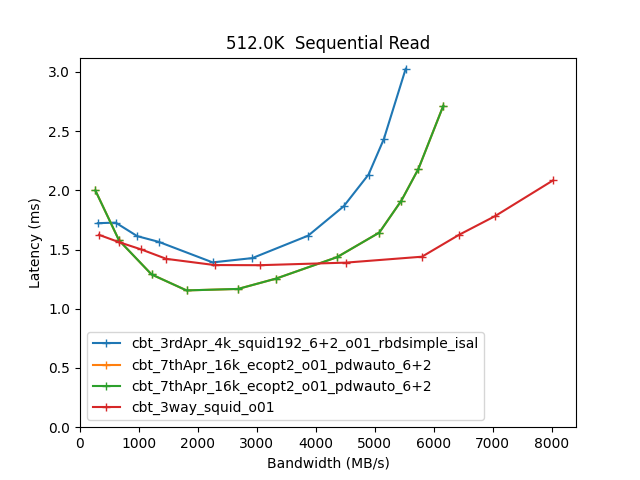 512.0K  Sequential Read
3.0
2.5
2.0
1.5
1.0
0.5
0.0
Latency (ms)
cbt_3rdApr_4k_squid192_6+2_o01_rbdsimple_isal
cbt_7thApr_16k_ecopt2_o01_pdwauto_6+2
cbt_7thApr_16k_ecopt2_o01_pdwauto_6+2
cbt_3way_squid_o01
0 1000 2000 3000 4000 5000 6000 7000 8000
Bandwidth (MB/s)